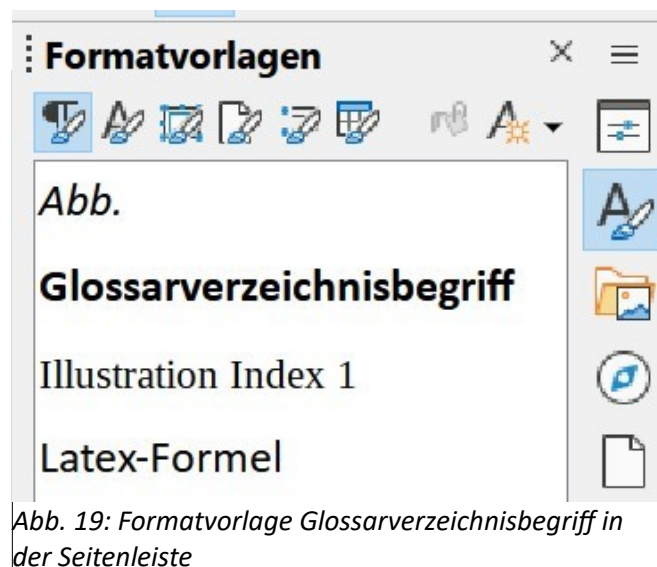 Formatvorlagen
Abb.
Glossarverzeichnisbegriff
Illustration Index 1
Latex-Formel
Abb. 19: Formatvorlage Glossarverzeichnisbegriff in
der Seitenleiste